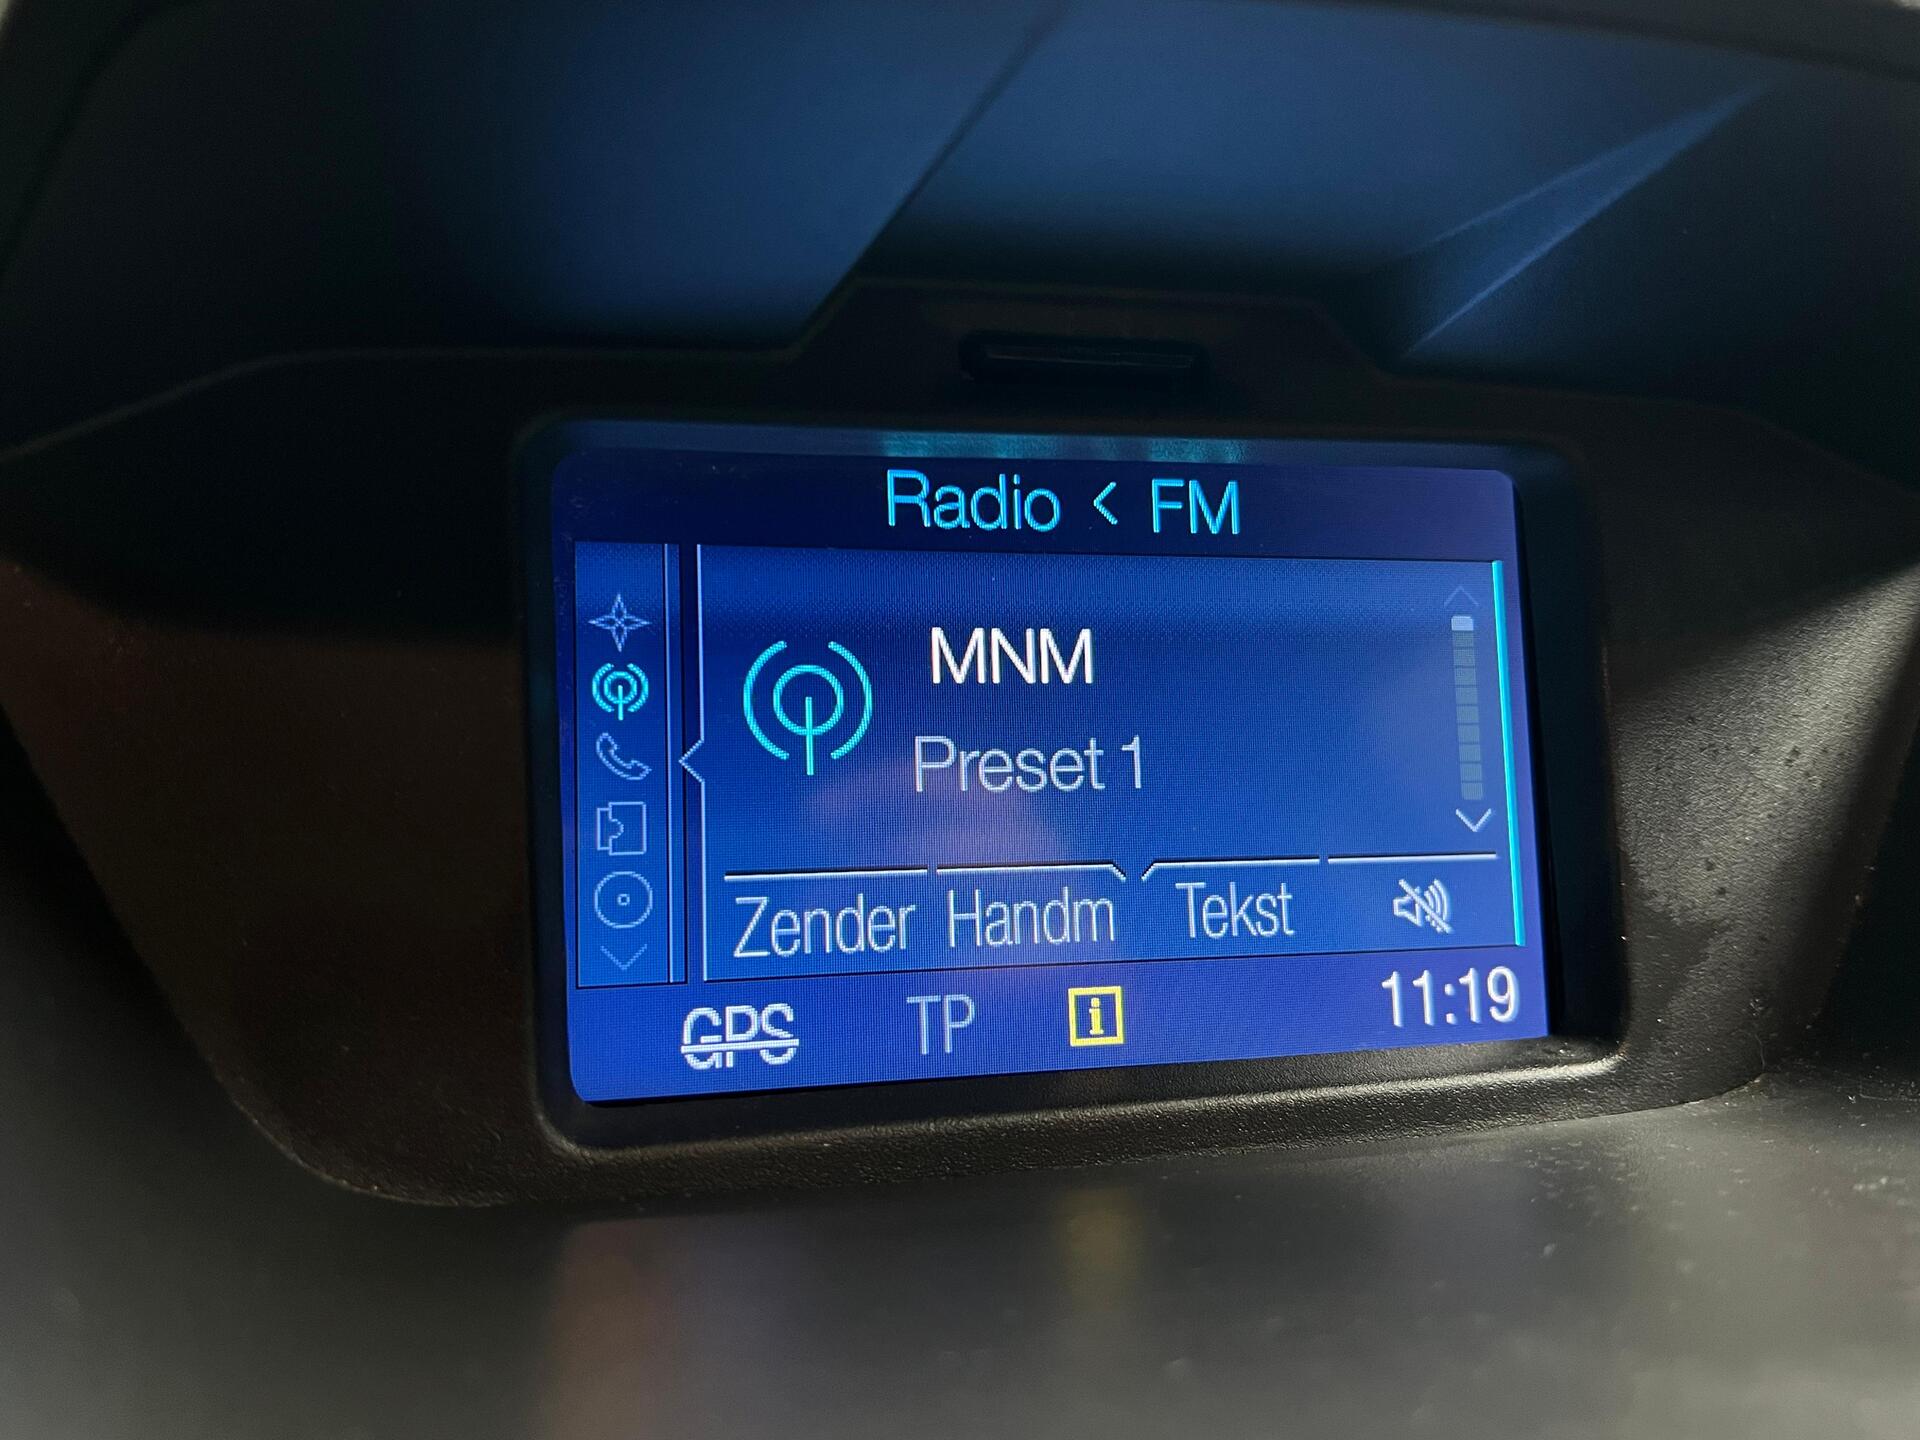 Radio < FM
MNM
Preset 1
Zender Handm Tekst
GPS TP i 11:19